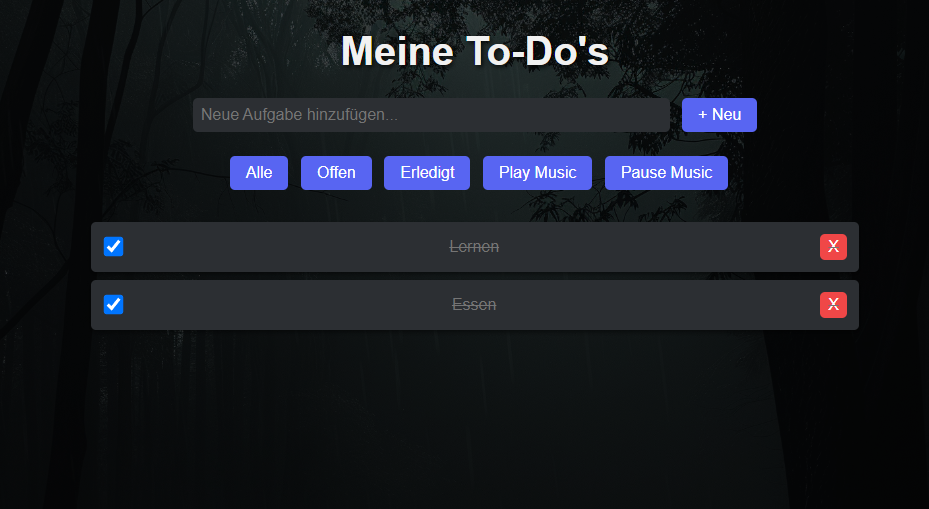 Meine To-Do's
Neue Aufgabe hinzufügen...
+ Neu
Alle
Offen
Erledigt
Play Music
Pause Music
Lernen
X
Essen
X